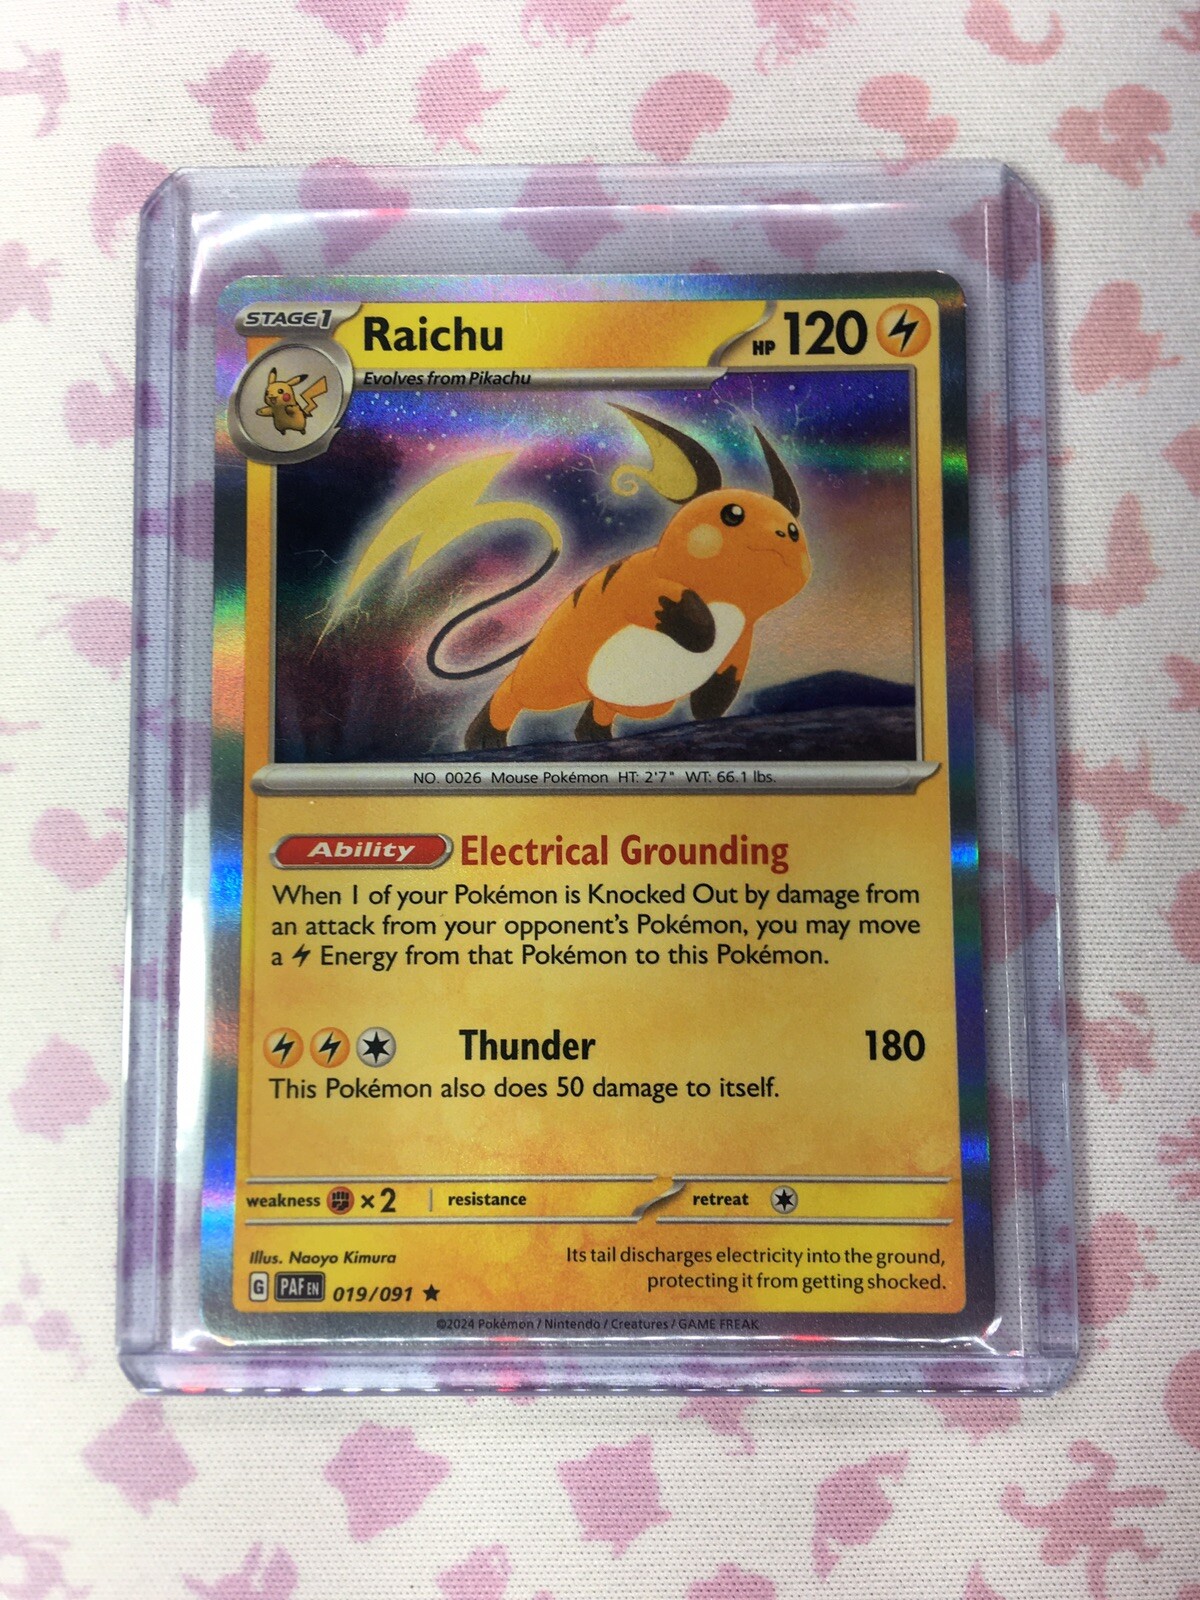 STAGE 1
Raichu
HP 120
Evolves from Pikachu
NO. 0026 Mouse Pokémon HT: 2'7" WT: 66.1 lbs.
Ability Electrical Grounding
When 1 of your Pokémon is Knocked Out by damage from
an attack from your opponent's Pokémon, you may move
a Energy from that Pokémon to this Pokémon.
Thunder 180
This Pokémon also does 50 damage to itself.
weakness ×2 resistance retreat
Illus. Naoyo Kimura
Its tail discharges electricity into the ground,
protecting it from getting shocked.
G PAF EN 019/091 ★
©2024 Pokémon / Nintendo / Creatures / GAME FREAK